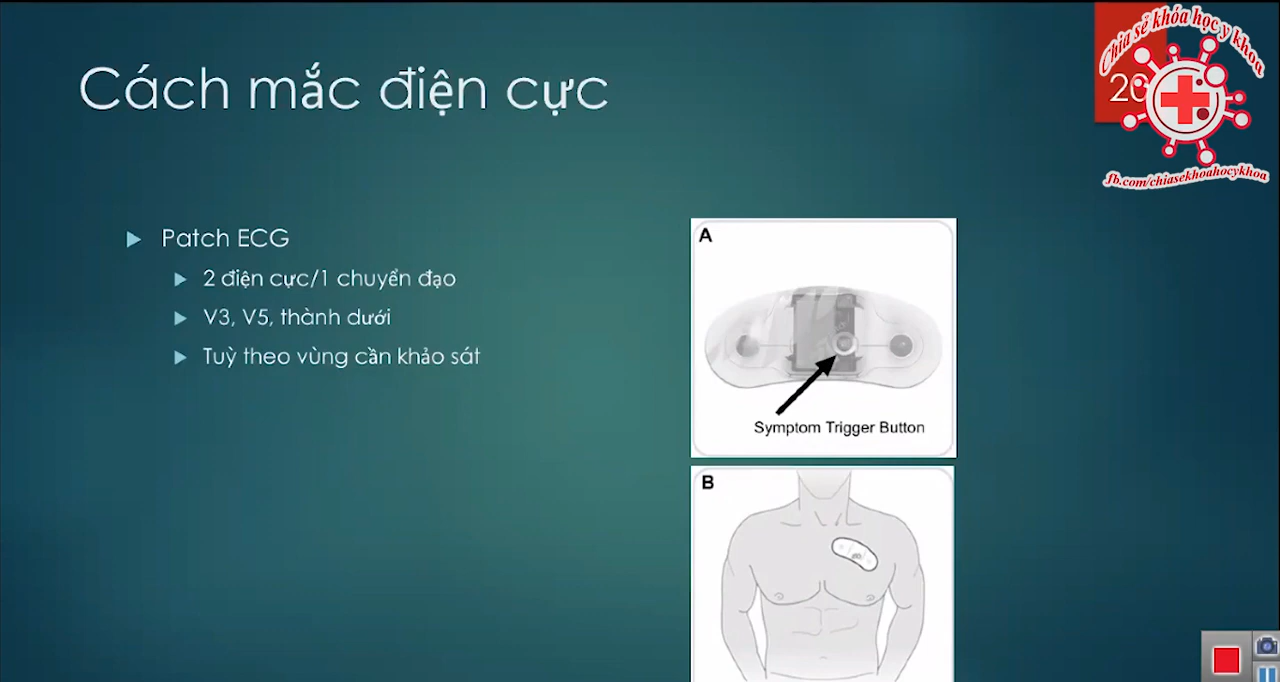 Cách mắc điện cực
Chia sẻ khóa học y khoa
20
fb.com/chiasekhoahocykhoa
Patch ECG
2 điện cực/1 chuyển đạo
V3, V5, thành dưới
Tuỳ theo vùng cần khảo sát
A
Symptom Trigger Button
B